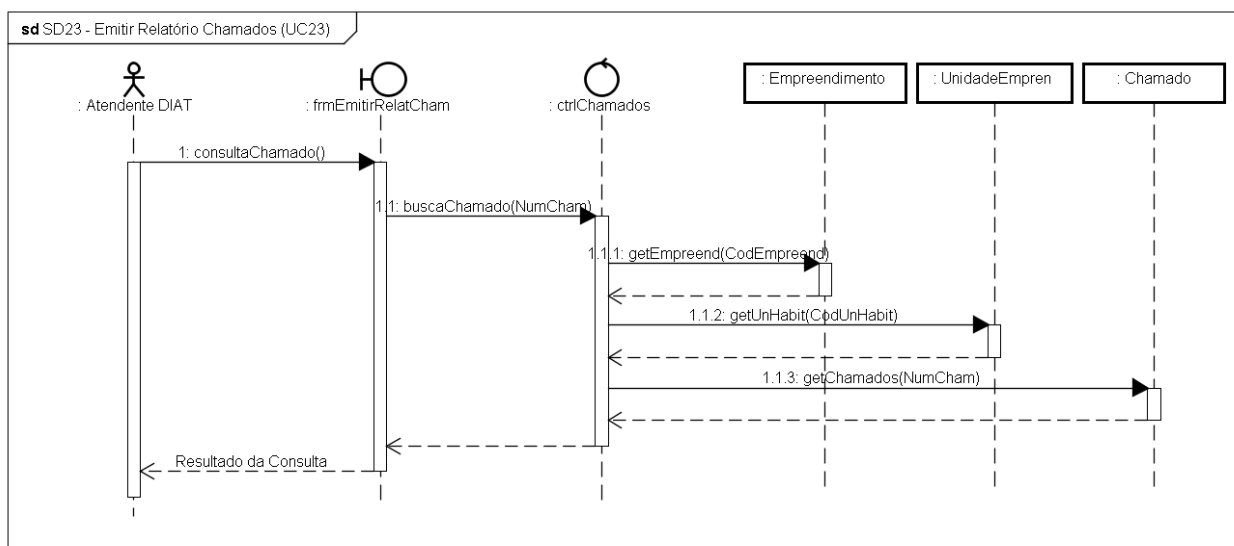 sd SD23 - Emitir Relatório Chamados (UC23)
: Atendente DIAT
: frmEmitirRelatCham
: ctrlChamados
: Empreendimento
: UnidadeEmpren
: Chamado
1: consultaChamado()
1.1: buscaChamado(NumCham)
1.1.1: getEmpreend(CodEmpreend)
1.1.2: getUnHabit(CodUnHabit)
1.1.3: getChamados(NumCham)
Resultado da Consulta